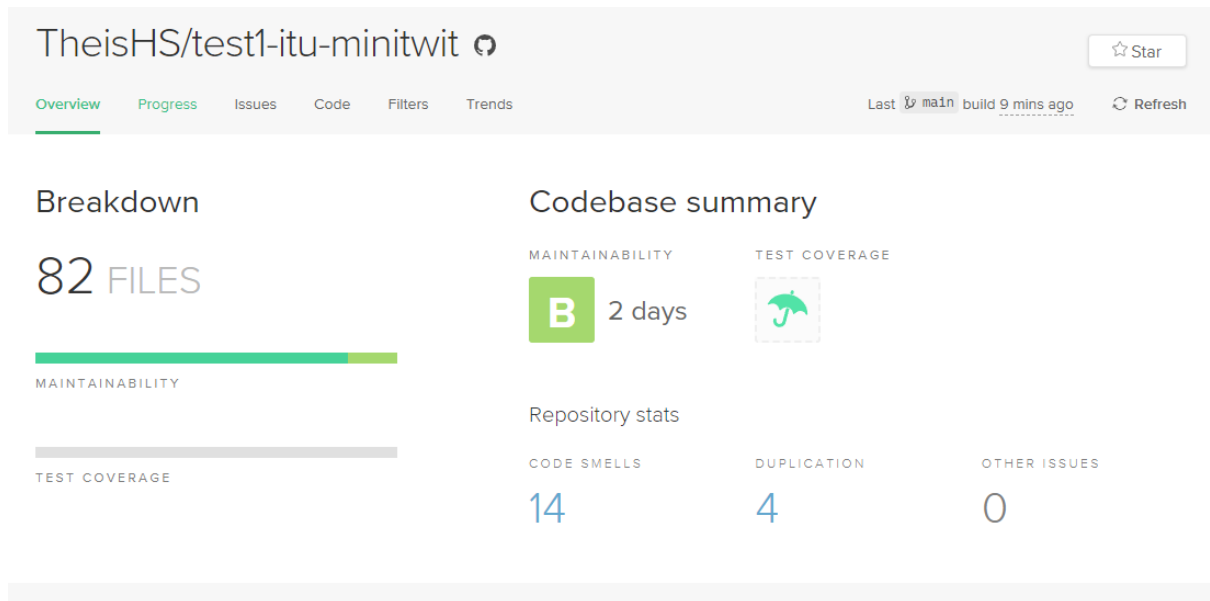 TheisHS/test1-itu-minitwit
Star
Overview Progress Issues Code Filters Trends
Last main build 9 mins ago Refresh
Breakdown
82 FILES
MAINTAINABILITY
TEST COVERAGE
Codebase summary
MAINTAINABILITY TEST COVERAGE
B 2 days
Repository stats
CODE SMELLS DUPLICATION OTHER ISSUES
14 4 0